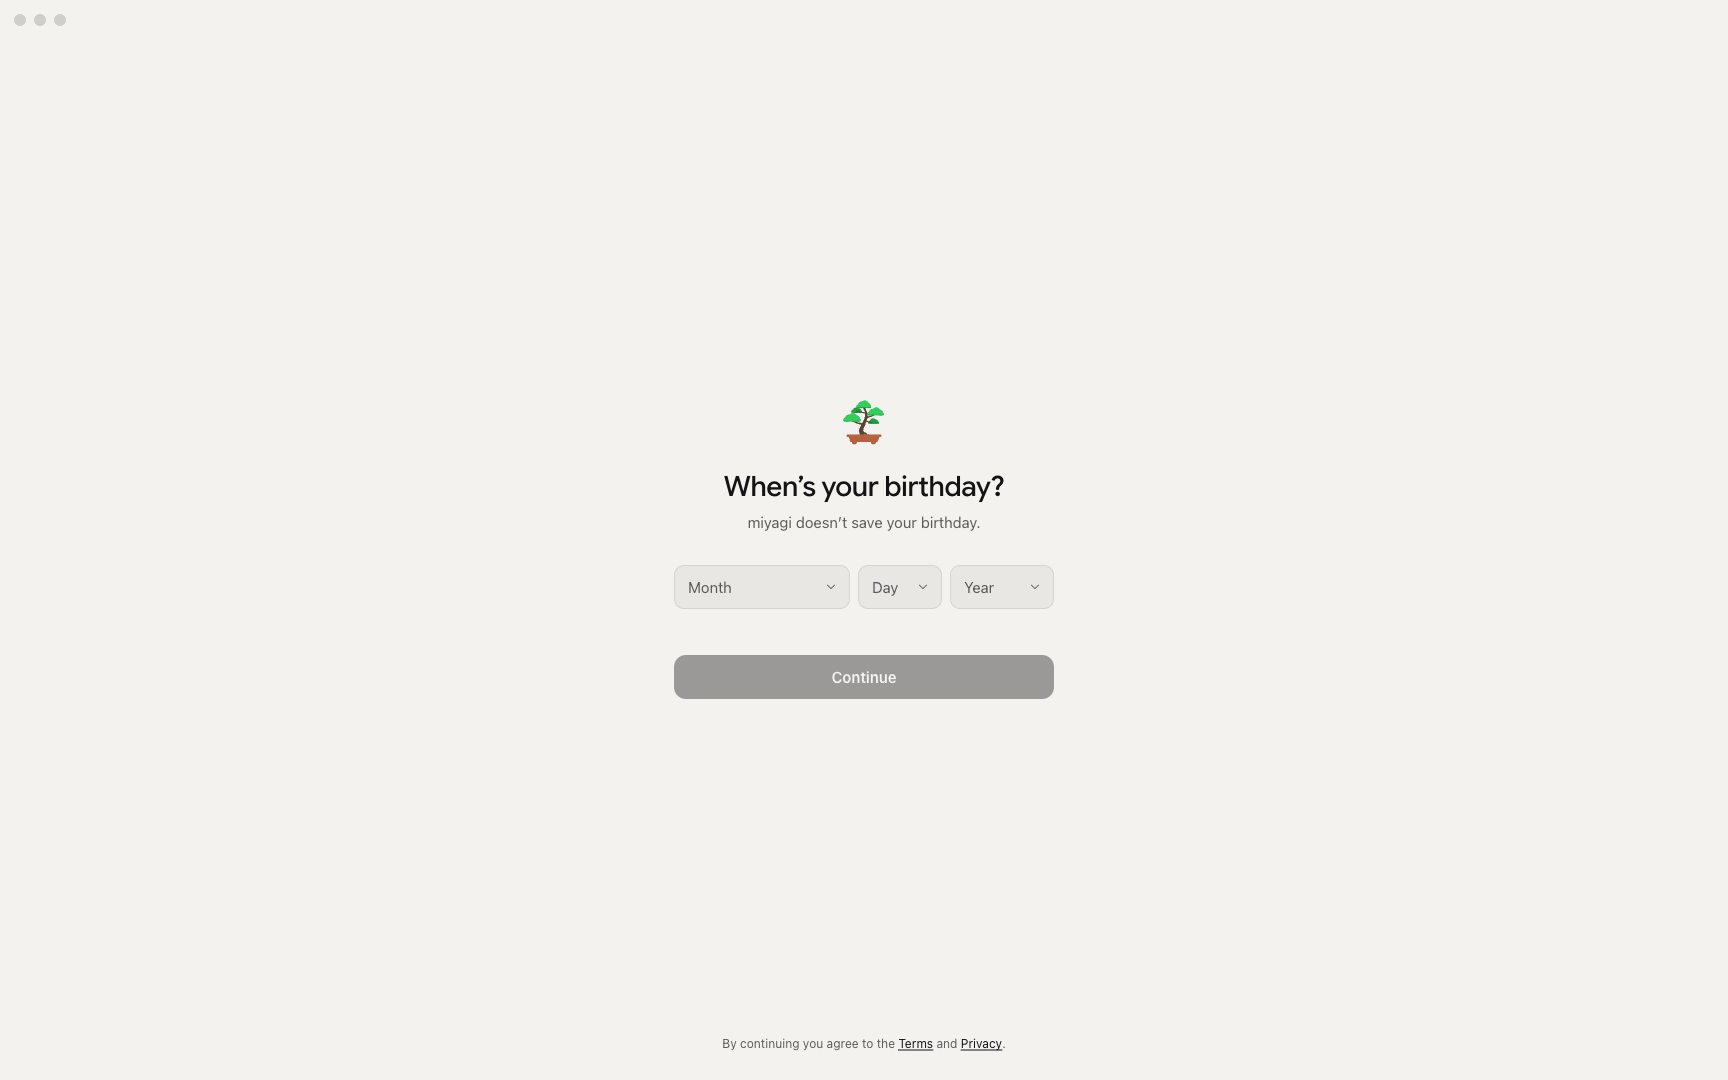 When’s your birthday?
miyagi doesn’t save your birthday.
Month Day Year
Continue
By continuing you agree to the Terms and Privacy.